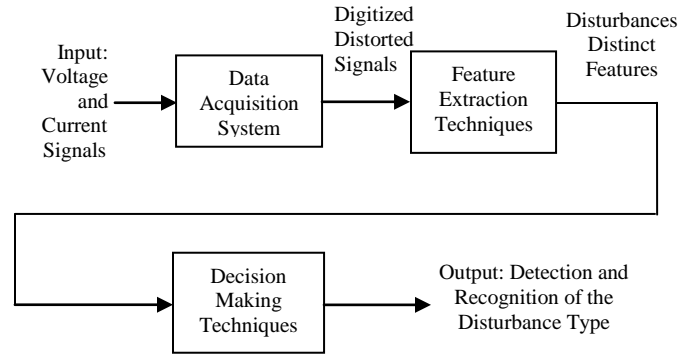 Input:
Voltage
and
Current
Signals
Data
Acquisition
System
Digitized
Distorted
Signals
Feature
Extraction
Techniques
Disturbances
Distinct
Features
Decision
Making
Techniques
Output: Detection and
Recognition of the
Disturbance Type